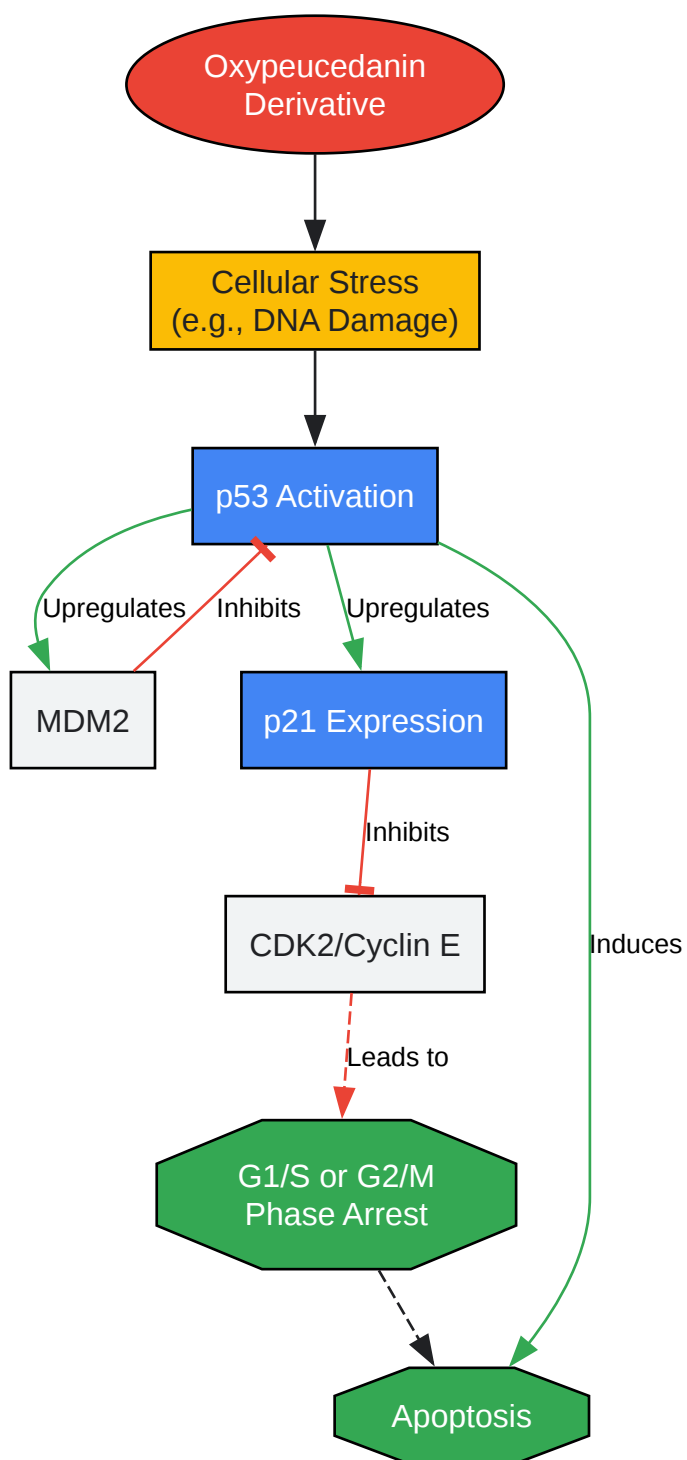 Oxypeucedanin
Derivative
Cellular Stress
(e.g., DNA Damage)
p53 Activation
Upregulates
Inhibits
Upregulates
MDM2
p21 Expression
Inhibits
CDK2/Cyclin E
Induces
Leads to
G1/S or G2/M
Phase Arrest
Apoptosis